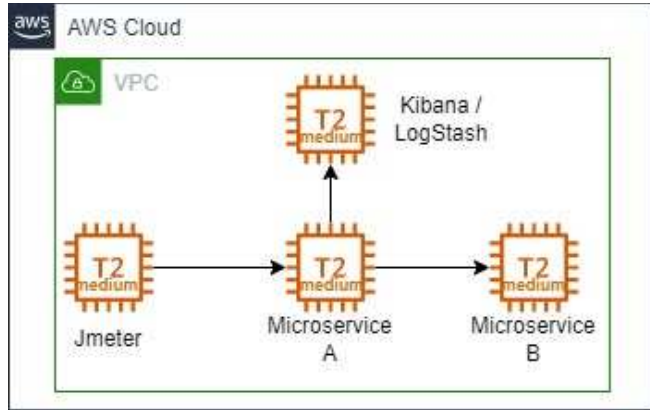 aws
AWS Cloud
VPC
T2
medium
Kibana /
LogStash
T2
medium
Jmeter
T2
medium
Microservice
A
T2
medium
Microservice
B